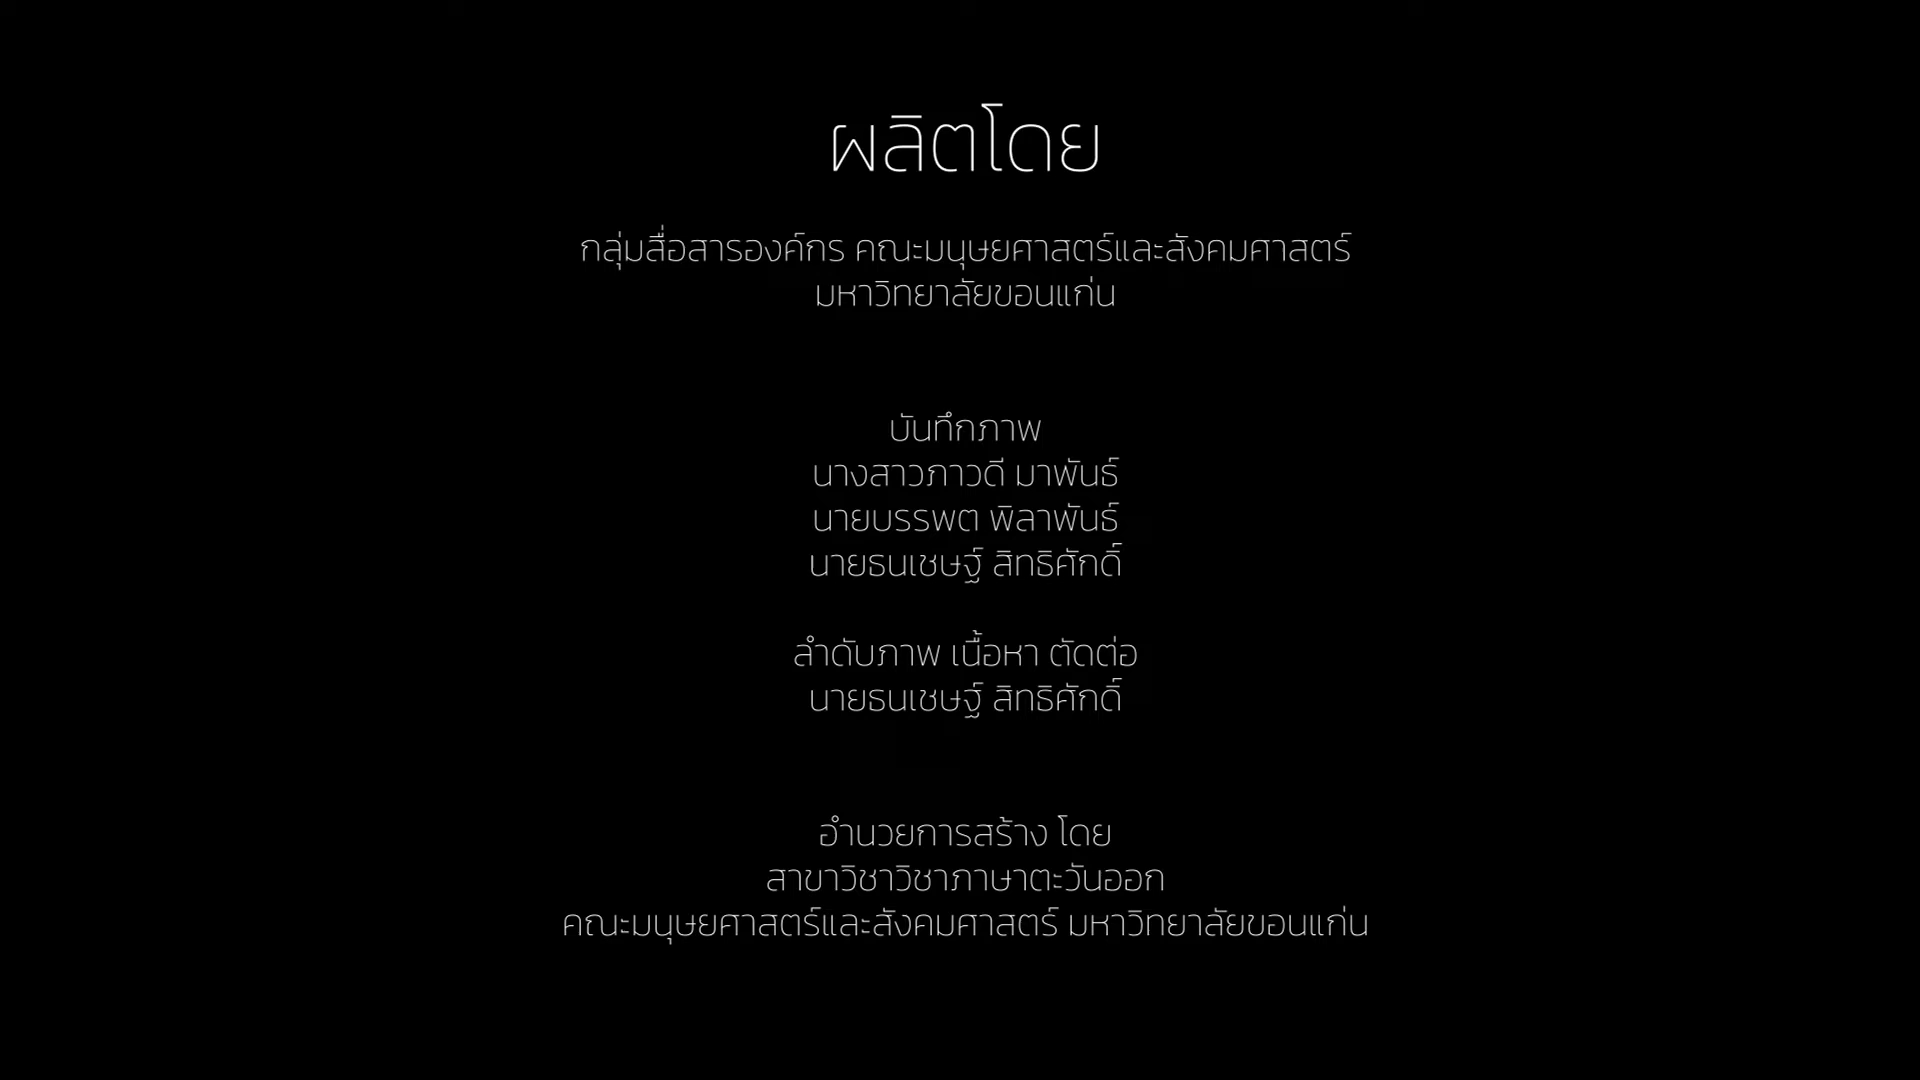 ผลิตโดย
กลุ่มสื่อสารองค์กร คณะมนุษยศาสตร์และสังคมศาสตร์
มหาวิทยาลัยขอนแก่น
บันทึกภาพ
นางสาวภาวดี มาพันธ์
นายบรรพต พิลาพันธ์
นายธนเชษฐ์ สิทธิศักดิ์
ลำดับภาพ เนื้อหา ตัดต่อ
นายธนเชษฐ์ สิทธิศักดิ์
อำนวยการสร้าง โดย
สาขาวิชาวิชาภาษาตะวันออก
คณะมนุษยศาสตร์และสังคมศาสตร์ มหาวิทยาลัยขอนแก่น